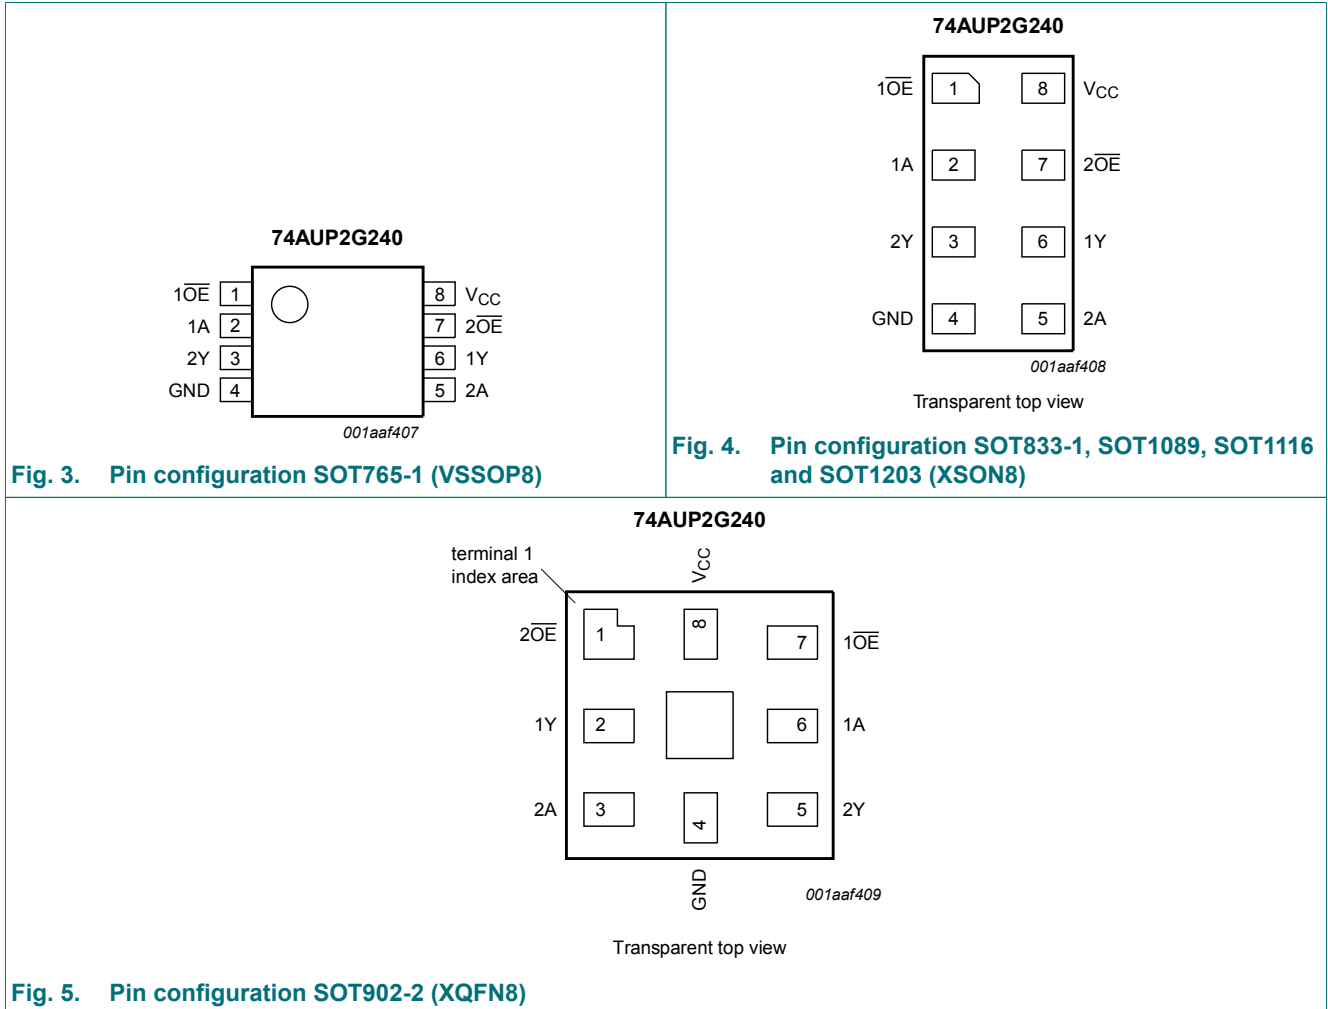 74AUP2G240
1OE 1
8 VCC
1A 2
7 2OE
2Y 3
6 1Y
GND 4
5 2A
001aaf407
Fig. 3. Pin configuration SOT765-1 (VSSOP8)
74AUP2G240
1OE 1
8 VCC
1A 2
7 2OE
2Y 3
6 1Y
GND 4
5 2A
001aaf408
Transparent top view
Fig. 4. Pin configuration SOT833-1, SOT1089, SOT1116
and SOT1203 (XSON8)
74AUP2G240
terminal 1
index area
VCC
2OE 1
8
7 1OE
1Y 2
6 1A
2A 3
4
5 2Y
GND
001aaf409
Transparent top view
Fig. 5. Pin configuration SOT902-2 (XQFN8)